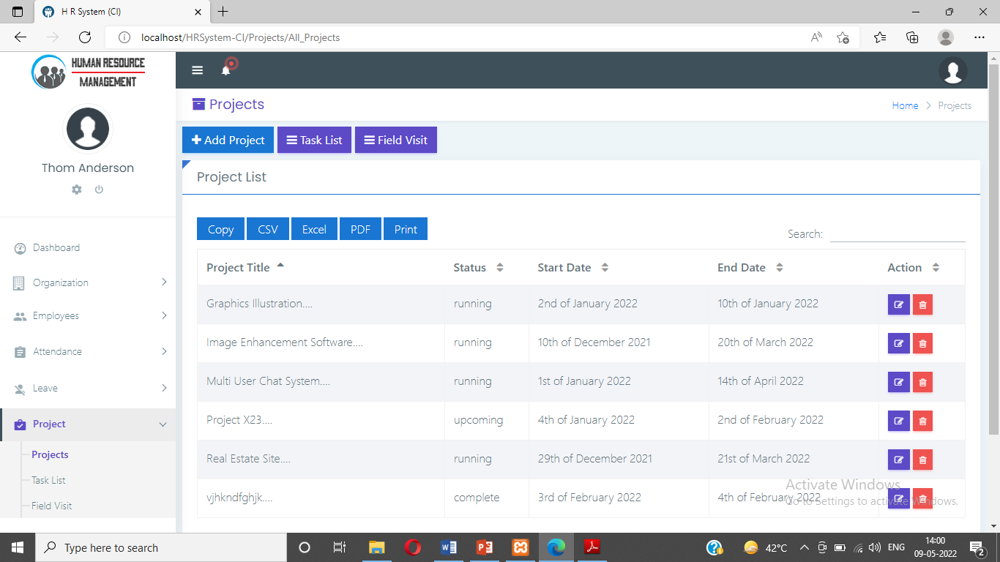 H R System (CI)
localhost/HRSystem-CI/Projects/All_Projects
HUMAN RESOURCE
MANAGEMENT
Thom Anderson
Dashboard
Organization
Employees
Attendance
Leave
Project
Projects
Task List
Field Visit
Projects
Home > Projects
Add Project Task List Field Visit
Project List
Copy CSV Excel PDF Print
Search:
Project Title Status Start Date End Date Action
Graphics Illustration.... running 2nd of January 2022 10th of January 2022
Image Enhancement Software.... running 10th of December 2021 20th of March 2022
Multi User Chat System.... running 1st of January 2022 14th of April 2022
Project X23.... upcoming 4th of January 2022 2nd of February 2022
Real Estate Site.... running 29th of December 2021 21st of March 2022
vjhkndfghjk.... complete 3rd of February 2022 4th of February 2022
Activate Windows
Go to Settings to activate Windows.
Type here to search
42°C ENG
14:00
09-05-2022
2